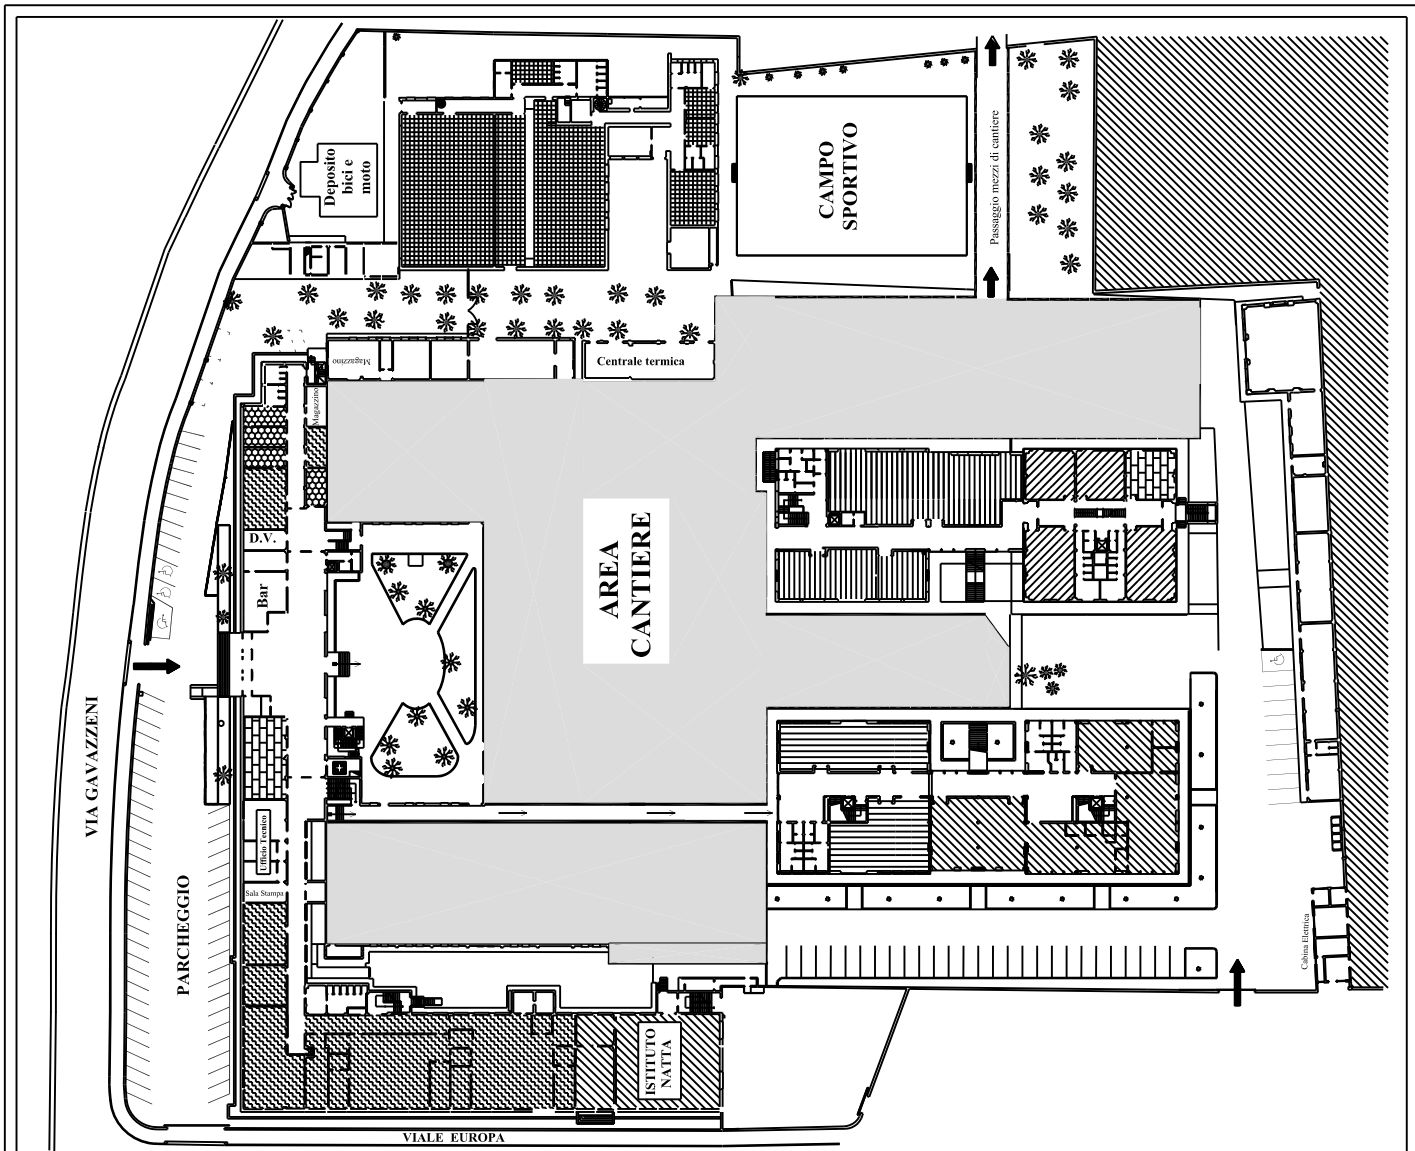 Deposito
bici e
moto
CAMPO
SPORTIVO
Passaggio mezzi di cantiere
Magazzino
Centrale termica
Magazzino
D.V.
Bar
AREA
CANTIERE
VIA GAVAZZENI
Ufficio Tecnico
Sala Stampa
PARCHEGGIO
Cabina Elettrica
ISTITUTO
NATTA
VIALE EUROPA